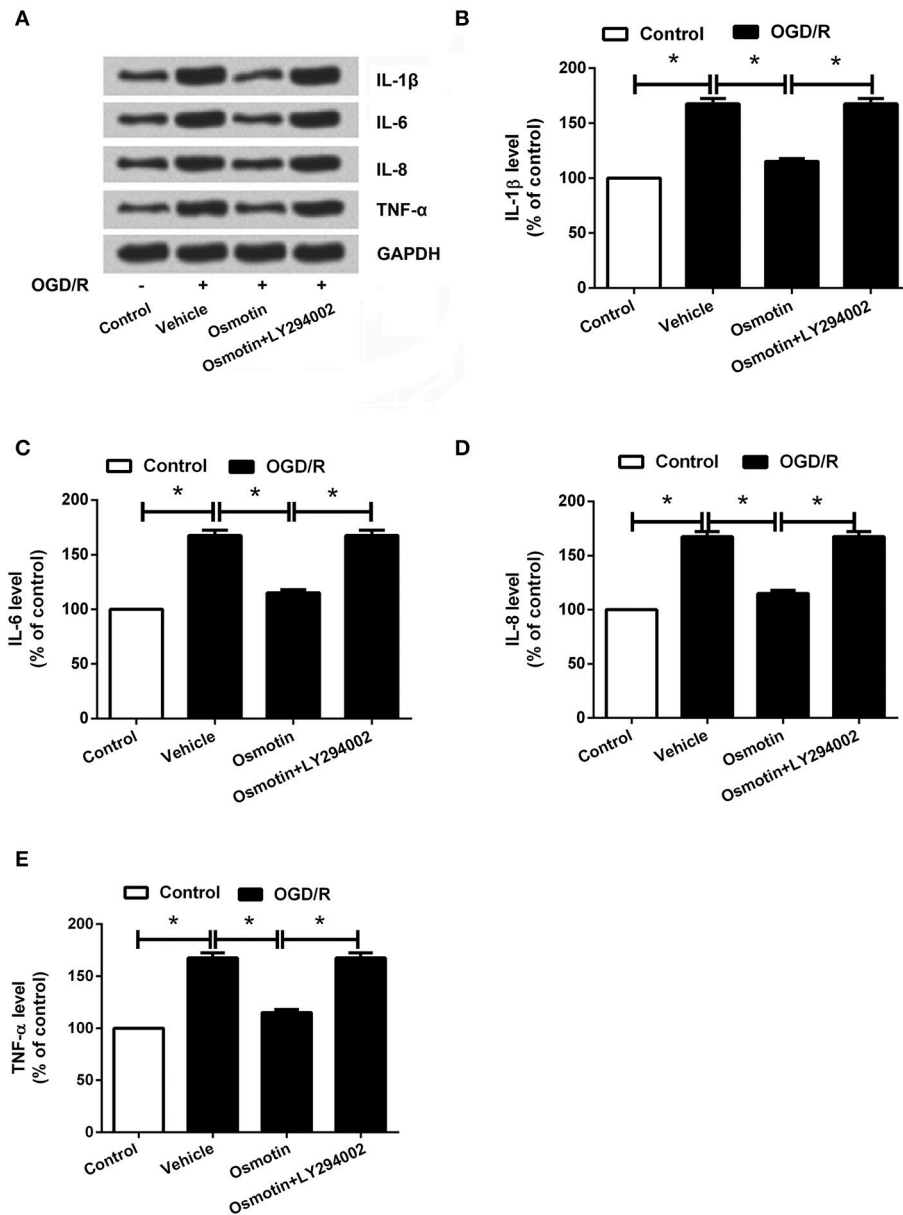 A
IL-1β
IL-6
IL-8
TNF-α
GAPDH
OGD/R - + + +
Control Vehicle Osmotin Osmotin+LY294002
B
Control OGD/R
* * *
200
150
100
50
0
IL-1β level
(% of control)
Control Vehicle Osmotin Osmotin+LY294002
C
Control OGD/R
* * *
200
150
100
50
0
IL-6 level
(% of control)
Control Vehicle Osmotin Osmotin+LY294002
D
Control OGD/R
* * *
200
150
100
50
0
IL-8 level
(% of control)
Control Vehicle Osmotin Osmotin+LY294002
E
Control OGD/R
* * *
200
150
100
50
0
TNF-α level
(% of control)
Control Vehicle Osmotin Osmotin+LY294002